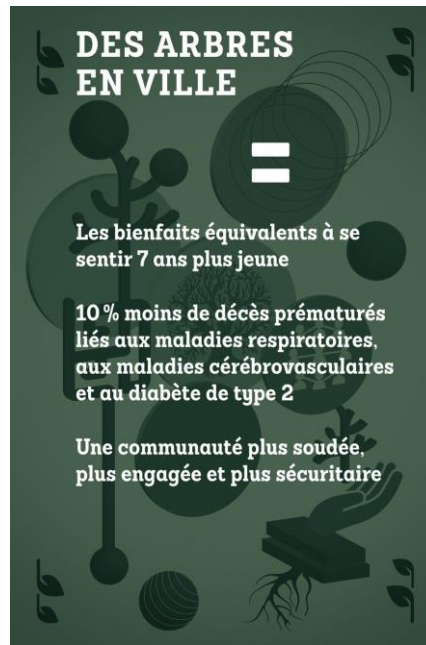 DES ARBRES
EN VILLE
=
Les bienfaits équivalents à se
sentir 7 ans plus jeune
10 % moins de décès prématurés
liés aux maladies respiratoires,
aux maladies cérébrovasculaires
et au diabète de type 2
Une communauté plus soudée,
plus engagée et plus sécuritaire